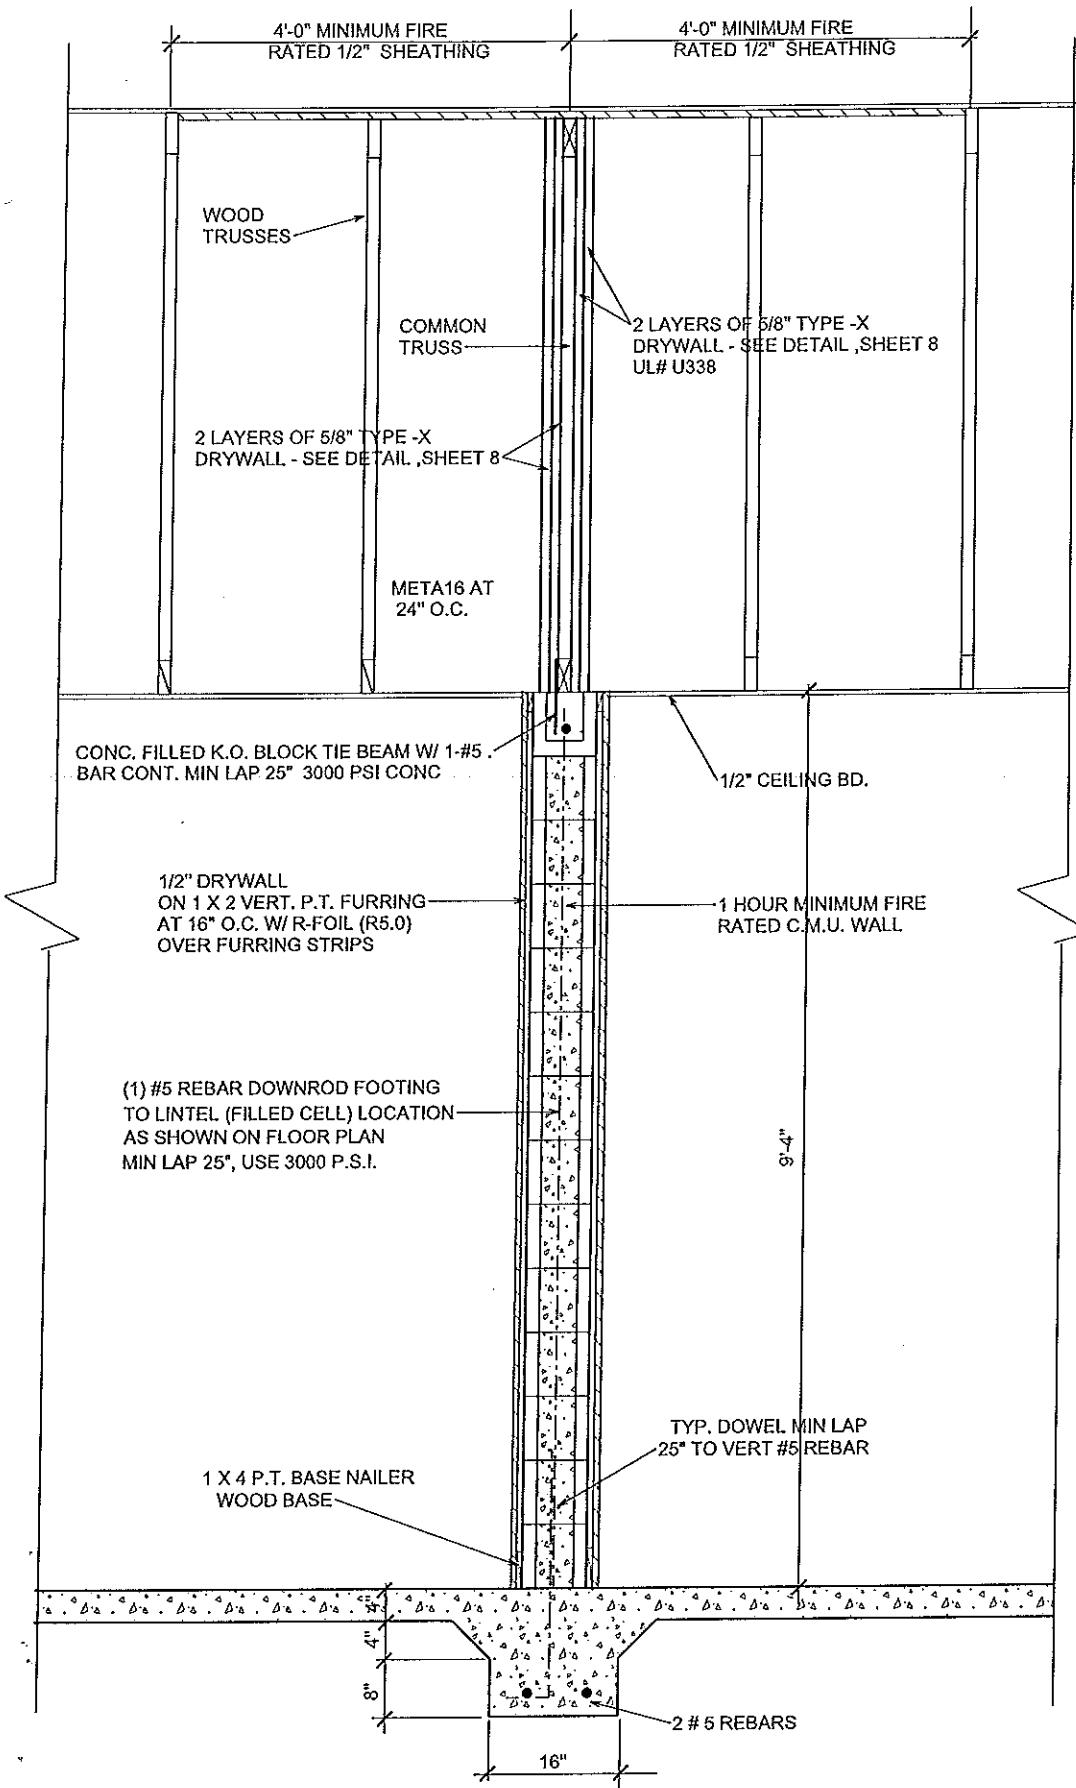 4'-0" MINIMUM FIRE
RATED 1/2" SHEATHING
4'-0" MINIMUM FIRE
RATED 1/2" SHEATHING
WOOD
TRUSSES
COMMON
TRUSS
2 LAYERS OF 5/8" TYPE -X
DRYWALL - SEE DETAIL ,SHEET 8
UL# U338
2 LAYERS OF 5/8" TYPE -X
DRYWALL - SEE DETAIL ,SHEET 8
META16 AT
24" O.C.
CONC. FILLED K.O. BLOCK TIE BEAM W/ 1-#5 .
BAR CONT. MIN LAP 25" 3000 PSI CONC
1/2" CEILING BD.
1/2" DRYWALL
ON 1 X 2 VERT. P.T. FURRING
AT 16" O.C. W/ R-FOIL (R5.0)
OVER FURRING STRIPS
1 HOUR MINIMUM FIRE
RATED C.M.U. WALL
(1) #5 REBAR DOWNROD FOOTING
TO LINTEL (FILLED CELL) LOCATION
AS SHOWN ON FLOOR PLAN
MIN LAP 25", USE 3000 P.S.I.
9'-4"
TYP. DOWEL MIN LAP
25" TO VERT #5 REBAR
1 X 4 P.T. BASE NAILER
WOOD BASE
4"
4"
8"
2 # 5 REBARS
16"